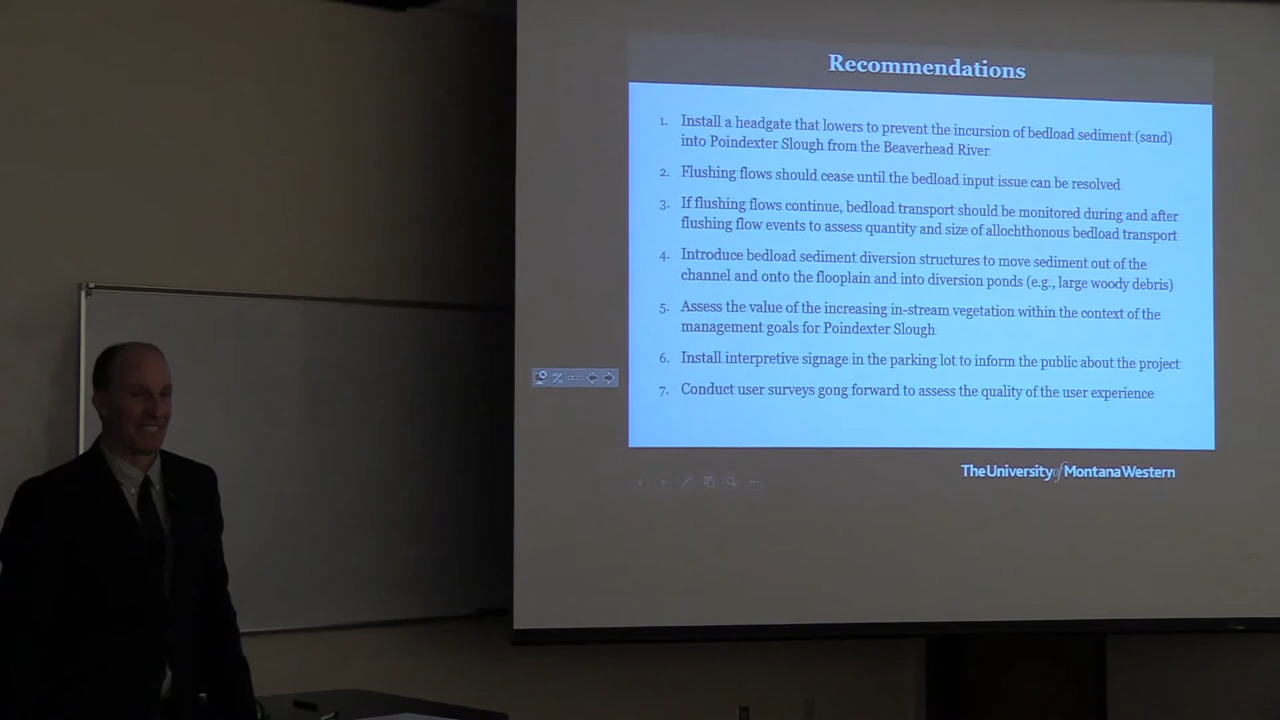 Recommendations
1. Install a headgate that lowers to prevent the incursion of bedload sediment (sand)
into Poindexter Slough from the Beaverhead River
2. Flushing flows should cease until the bedload input issue can be resolved
3. If flushing flows continue, bedload transport should be monitored during and after
flushing flow events to assess quantity and size of allochthonous bedload transport
4. Introduce bedload sediment diversion structures to move sediment out of the
channel and onto the flooplain and into diversion ponds (e.g., large woody debris)
5. Assess the value of the increasing in-stream vegetation within the context of the
management goals for Poindexter Slough
6. Install interpretive signage in the parking lot to inform the public about the project
7. Conduct user surveys gong forward to assess the quality of the user experience
The University of Montana Western